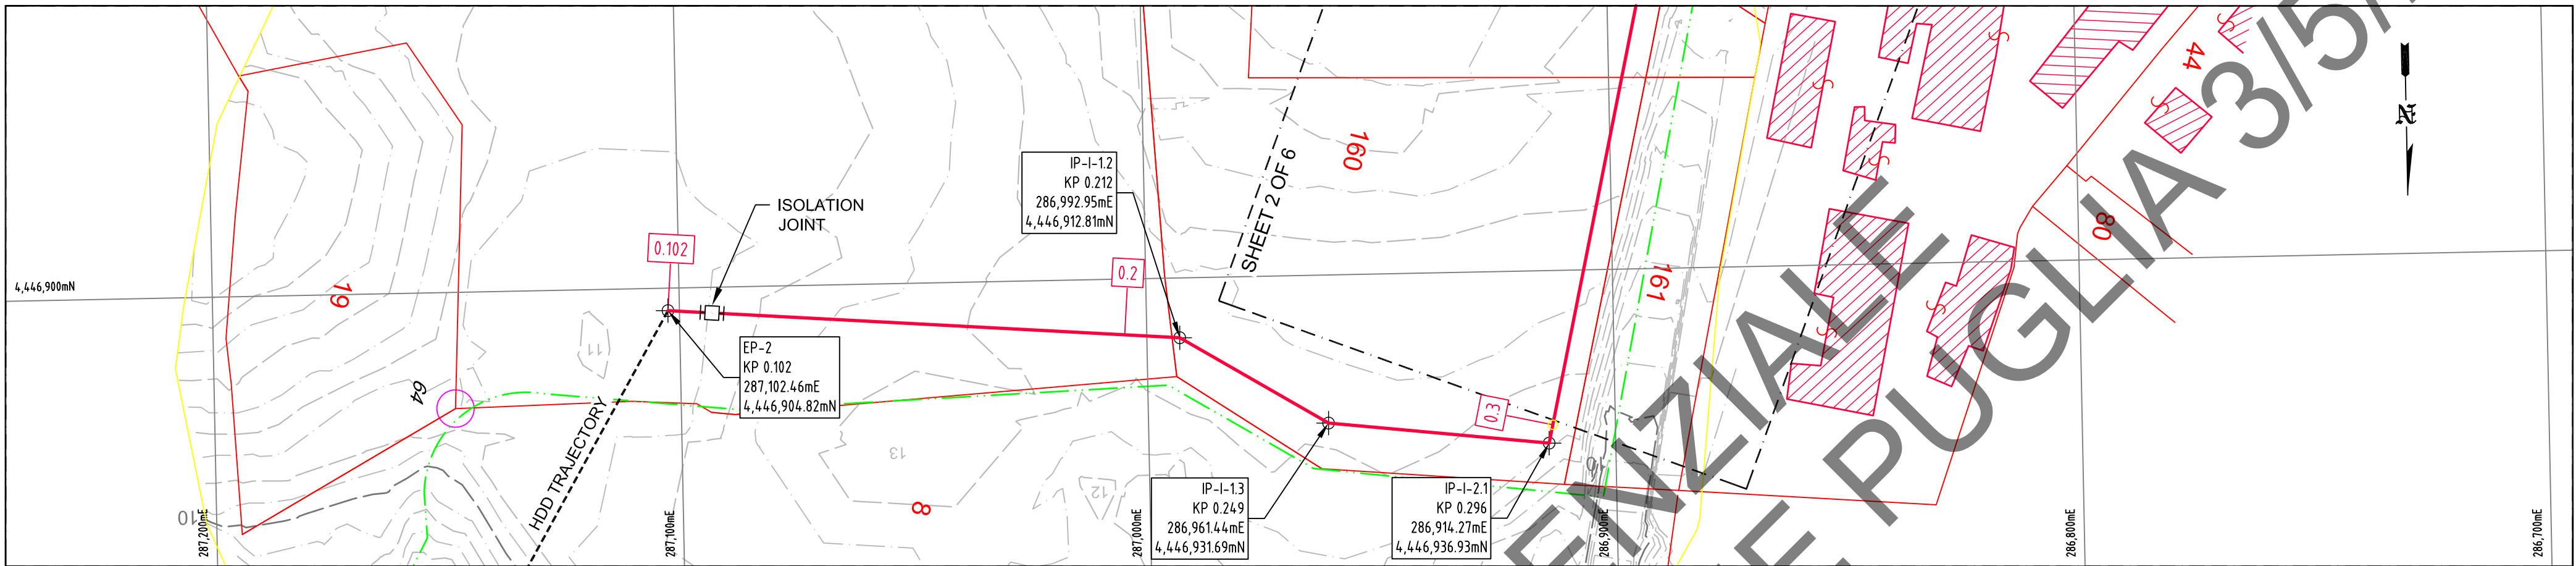 3/5/
44
N
160
IP-I-1.2
KP 0.212
286,992.95mE
4,446,912.81mN
SHEET 2 OF 6
ISOLATION
JOINT
0.102
0.2
80
161
4,446,900mN
19
11
EP-2
KP 0.102
287,102.46mE
4,446,904.82mN
64
HDD TRAJECTORY
0.3
13
12
8
10
10
IP-I-1.3
KP 0.249
286,961.44mE
4,446,931.69mN
IP-I-2.1
KP 0.296
286,914.27mE
4,446,936.93mN
287,200mE
287,100mE
287,000mE
286,900mE
286,800mE
286,700mE
ENZIALE
E PUGLIA